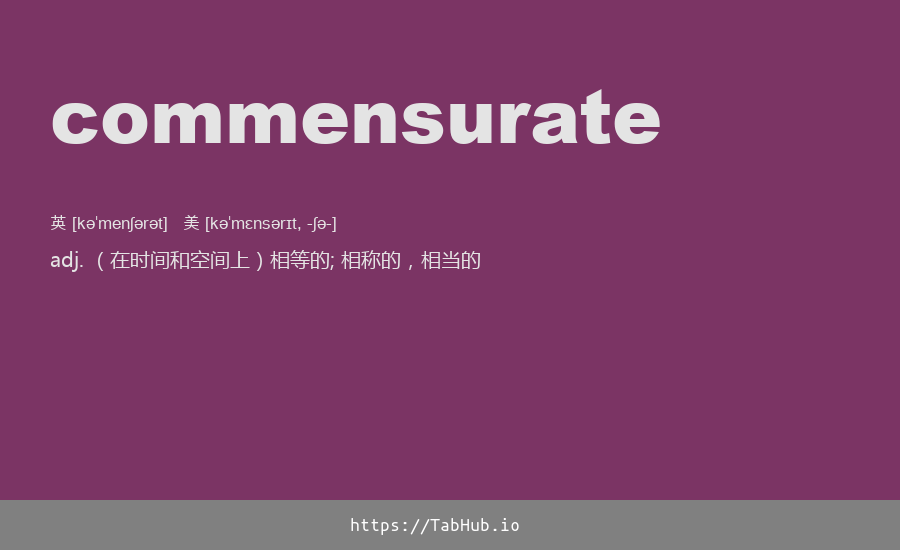 commensurate
英 [kəˈmenʃərət] 美 [kəˈmɛnsərɪt, -ʃə-]
adj. （在时间和空间上）相等的; 相称的，相当的
https://TabHub.io